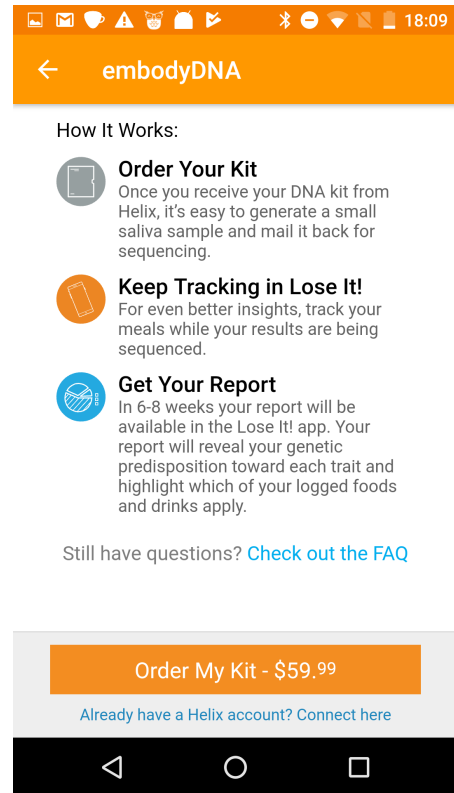 18:09
embodyDNA
How It Works:
Order Your Kit
Once you receive your DNA kit from
Helix, it's easy to generate a small
saliva sample and mail it back for
sequencing.
Keep Tracking in Lose It!
For even better insights, track your
meals while your results are being
sequenced.
Get Your Report
In 6-8 weeks your report will be
available in the Lose It! app. Your
report will reveal your genetic
predisposition toward each trait and
highlight which of your logged foods
and drinks apply.
Still have questions? Check out the FAQ
Order My Kit - $59.99
Already have a Helix account? Connect here